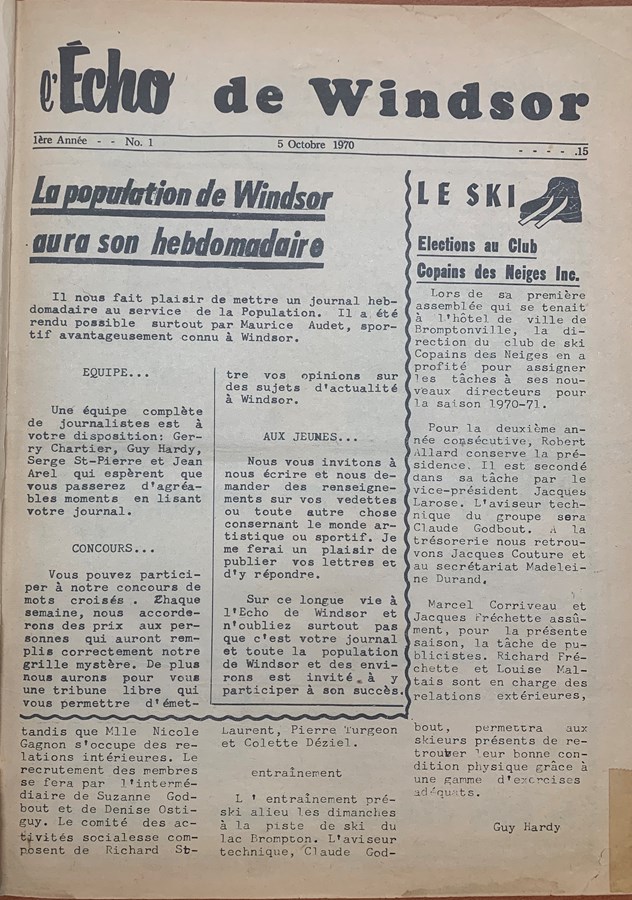 l'Écho de Windsor
1ère Année - - No. 1
5 Octobre 1970
- - - - .15
La population de Windsor
aura son hebdomadaire
Il nous fait plaisir de mettre un journal heb-
domadaire au service de la Population. Il a été
rendu possible surtout par Maurice Audet, spor-
tif avantageusement connu à Windsor.
EQUIPE...
Une équipe complète
de journalistes est à
votre disposition: Ger-
ry Chartier, Guy Hardy,
Serge St-Pierre et Jean
Arel qui espèrent que
vous passerez d'agréa-
bles moments en lisant
votre journal.
CONCOURS...
Vous pouvez partici-
per à notre concours de
mots croisés . Chaque
semaine, nous accorde-
rons des prix aux per-
sonnes qui auront rem-
plis correctement notre
grille mystère. De plus
nous aurons pour vous
une tribune libre qui
vous permettre d'émet-
tre vos opinions sur
des sujets d'actualité
à Windsor.
AUX JEUNES...
Nous vous invitons à
nous écrire et nous de-
mander des renseigne-
ments sur vos vedettes
ou toute autre chose
consernant le monde ar-
tistique ou sportif. Je
me ferai un plaisir de
publier vos lettres et
d'y répondre.
Sur ce longue vie à
l'Echo de Windsor et
n'oubliez surtout pas
que c'est votre journal
et toute la population
de Windsor et des envi-
rons est invité à y
participer à son succès.
LE SKI
Elections au Club
Copains des Neiges Inc.
Lors de sa première
assemblée qui se tenait
à l'hôtel de ville de
Bromptonville, la di-
rection du club de ski
Copains des Neiges en a
profité pour assigner
les tâches à ses nou-
veaux directeurs pour
la saison 1970-71.
Pour la deuxième an-
née consécutive, Robert
Allard conserve la pré-
sidence. Il est secondé
dans sa tâche par le
vice-président Jacques
Larose. L'aviseur tech-
nique du groupe sera
Claude Godbout. A la
trésorerie nous retrou-
vons Jacques Couture et
au secrétariat Madelei-
ne Durand.
Marcel Corriveau et
Jacques Fréchette assû-
ment, pour la présente
saison, la tâche de pu-
blicistes. Richard Fré-
chette et Louise Mal-
tais sont en charge des
relations extérieures,
tandis que Mlle Nicole
Gagnon s'occupe des re-
lations intérieures. Le
recrutement des membres
se fera par l'intermé-
diaire de Suzanne God-
bout et de Denise Osti-
guy. Le comité des ac-
tivités socialesse com-
posent de Richard St-
Laurent, Pierre Turgeon
et Colette Déziel.
entraînement
L ' entraînement pré-
ski alieu les dimanches
à la piste de ski du
lac Brompton. L'aviseur
technique, Claude God-
bout, permettra aux
skieurs présents de re-
trouver leur bonne con-
dition physique grâce à
une gamme d'exercises
adéquats.
Guy Hardy